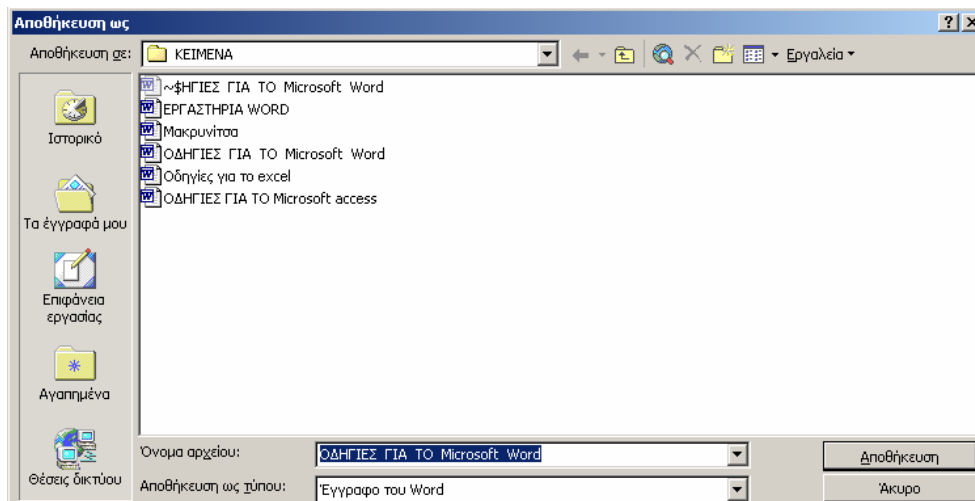 Αποθήκευση ως
Αποθήκευση σε: ΚΕΙΜΕΝΑ Εργαλεία
Ιστορικό
Τα έγγραφά μου
Επιφάνεια
εργασίας
Αγαπημένα
Θέσεις δικτύου
~$ΗΓΙΕΣ ΓΙΑ ΤΟ Microsoft Word
ΕΡΓΑΣΤΗΡΙΑ WORD
Μακρυνίτσα
ΟΔΗΓΙΕΣ ΓΙΑ ΤΟ Microsoft Word
Οδηγίες για το excel
ΟΔΗΓΙΕΣ ΓΙΑ ΤΟ Microsoft access
Όνομα αρχείου: ΟΔΗΓΙΕΣ ΓΙΑ ΤΟ Microsoft Word Αποθήκευση
Αποθήκευση ως τύπου: Έγγραφο του Word Άκυρο